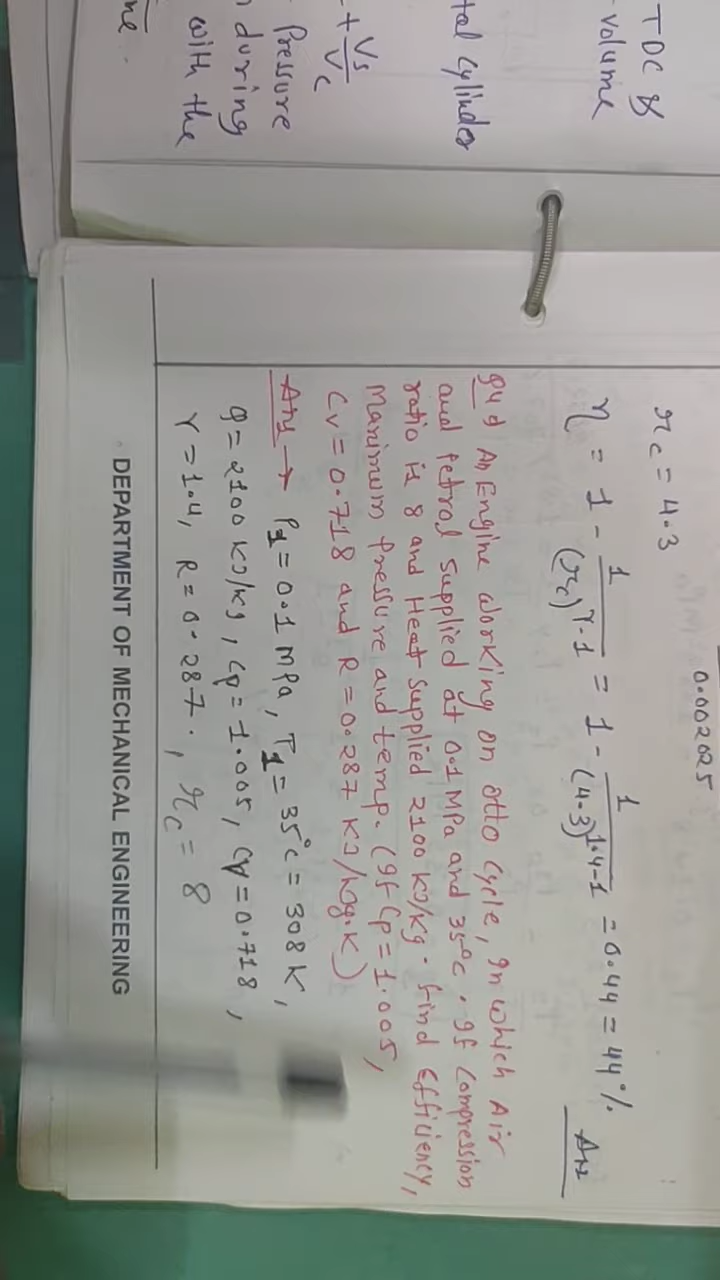 TDC &
volume
tal cylinder
+ Vs/Vc
Pressure
during
with the
ne.
0.002025
rc = 4.3
η = 1 - 1/(rc)^γ-1 = 1 - 1/(4.3)^1.4-1 = 0.44 = 44% Ans
Q4) An Engine working on otto cycle, In which Air
and Petrol supplied at 0.1 MPa and 35°C. If Compression
ratio is 8 and Heat supplied 2100 KJ/Kg. find Efficiency,
Maximum Pressure and temp. (If Cp = 1.005,
Cv = 0.718 and R = 0.287 KJ/Kg.K)
Ans → P1 = 0.1 MPa, T1 = 35°C = 308 K,
q = 2100 KJ/Kg, Cp = 1.005, Cv = 0.718,
γ = 1.4, R = 0.287., rc = 8
DEPARTMENT OF MECHANICAL ENGINEERING